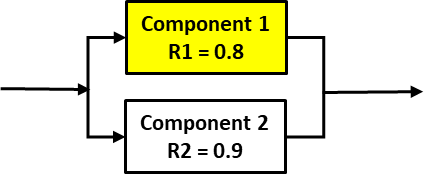 Component 1
R1 = 0.8
Component 2
R2 = 0.9